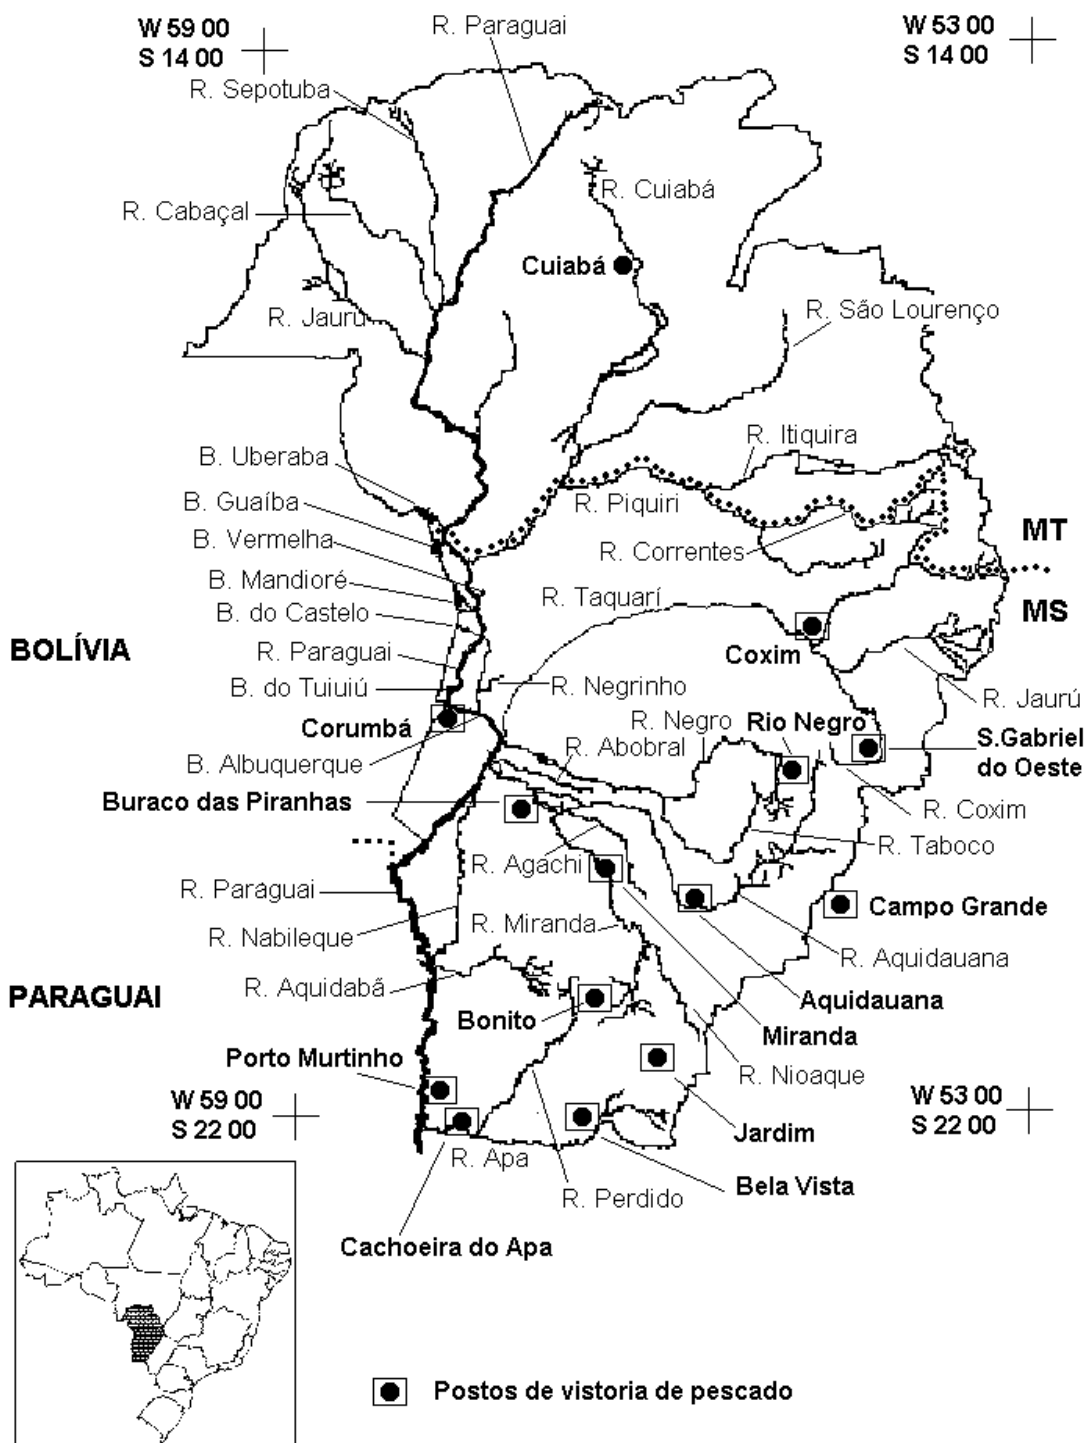 W 59 00
S 14 00
R. Paraguai
W 53 00
S 14 00
R. Sepotuba
R. Cuiabá
R. Cabaçal
Cuiabá
R. Jaurú
R. São Lourenço
R. Itiquira
B. Uberaba
R. Piquiri
B. Guaíba
MT
B. Vermelha
R. Correntes
B. Mandioré
R. Taquarí
MS
B. do Castelo
BOLÍVIA
R. Paraguai
Coxim
B. do Tuiuiú
R. Negrinho
R. Jaurú
Corumbá
R. Negro
Rio Negro
S.Gabriel
do Oeste
R. Abobral
B. Albuquerque
Buraco das Piranhas
R. Coxim
R. Taboco
R. Agachi
R. Paraguai
Campo Grande
R. Miranda
R. Nabileque
R. Aquidauana
R. Aquidabã
PARAGUAI
Aquidauana
Bonito
Miranda
Porto Murtinho
R. Nioaque
W 59 00
S 22 00
W 53 00
S 22 00
Jardim
R. Apa
Bela Vista
R. Perdido
Cachoeira do Apa
Postos de vistoria de pescado